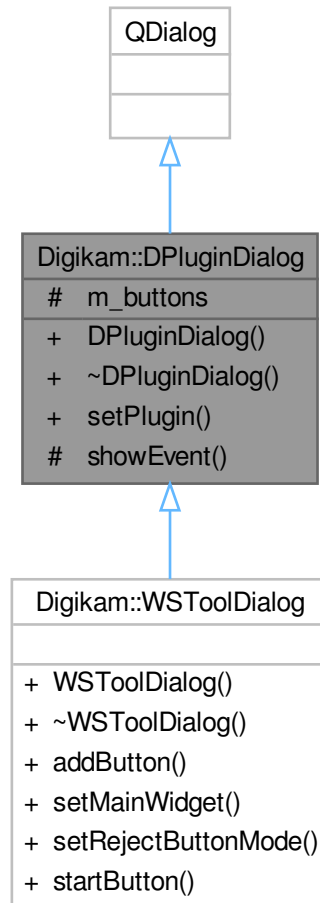 QDialog
Digikam::DPluginDialog
# m_buttons
+ DPluginDialog()
+ ~DPluginDialog()
+ setPlugin()
# showEvent()
Digikam::WSToolDialog
+ WSToolDialog()
+ ~WSToolDialog()
+ addButton()
+ setMainWidget()
+ setRejectButtonMode()
+ startButton()